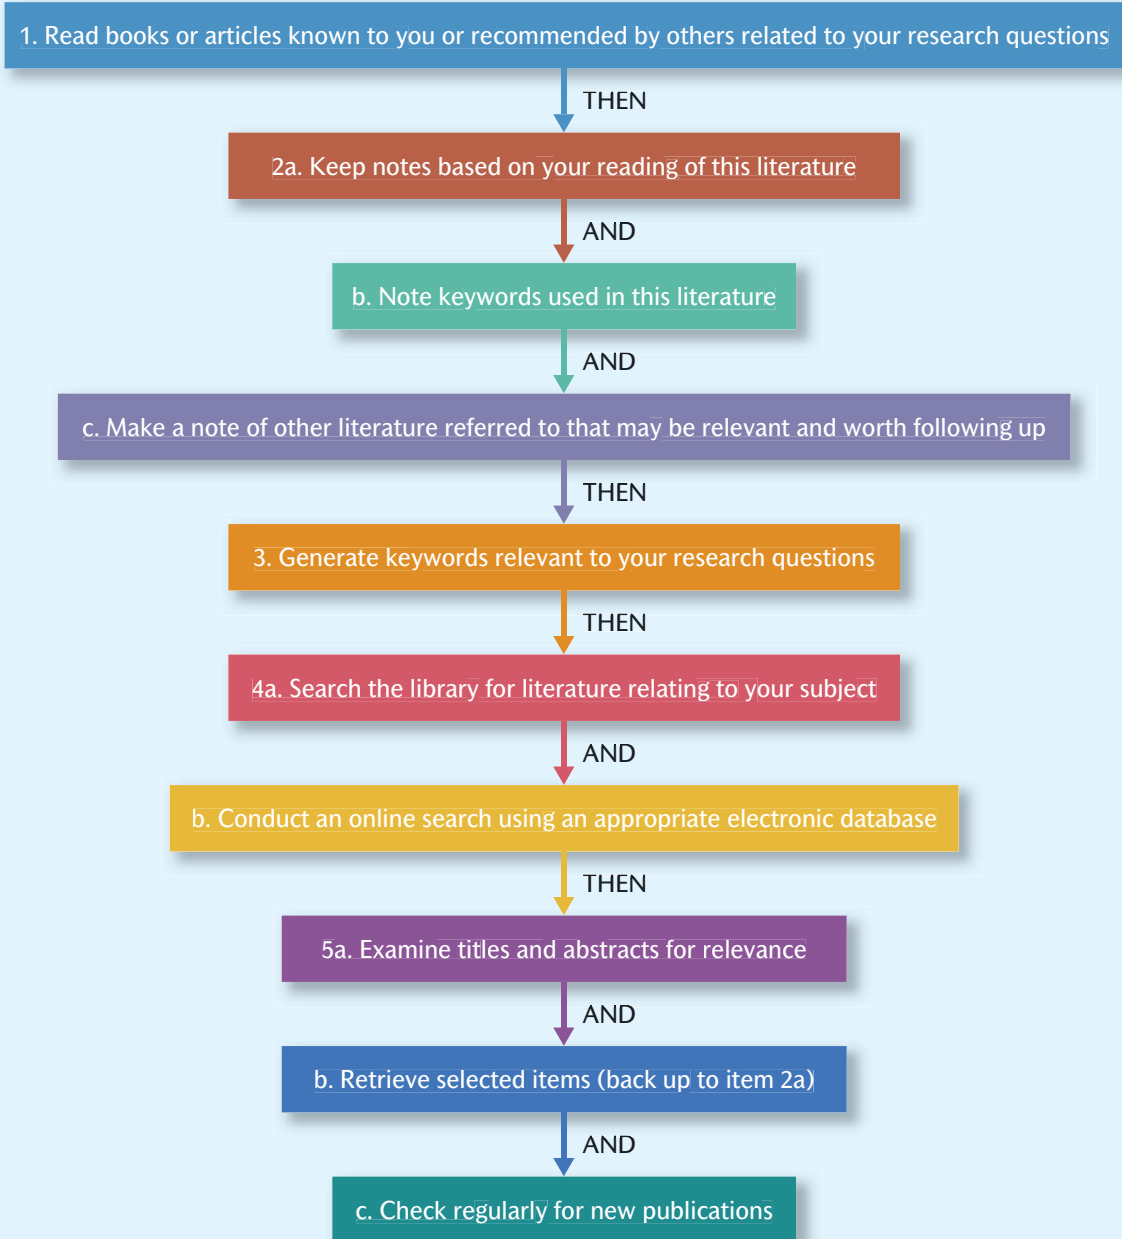 1. Read books or articles known to you or recommended by others related to your research questions
THEN
2a. Keep notes based on your reading of this literature
AND
b. Note keywords used in this literature
AND
c. Make a note of other literature referred to that may be relevant and worth following up
THEN
3. Generate keywords relevant to your research questions
THEN
4a. Search the library for literature relating to your subject
AND
b. Conduct an online search using an appropriate electronic database
THEN
5a. Examine titles and abstracts for relevance
AND
b. Retrieve selected items (back up to item 2a)
AND
c. Check regularly for new publications